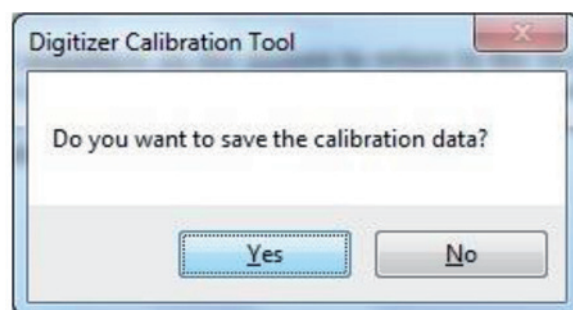 Digitizer Calibration Tool
Do you want to save the calibration data?
Yes
No